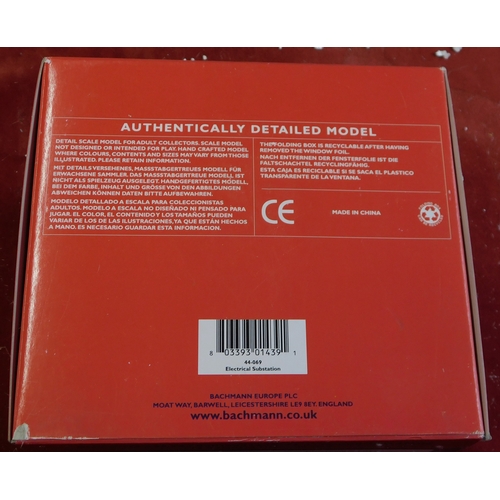 AUTHENTICALLY DETAILED MODEL
DETAIL SCALE MODEL FOR ADULT COLLECTORS. SCALE MODEL
NOT DESIGNED OR INTENDED FOR PLAY. HAND CRAFTED MODEL
WHERE COLOURS, CONTENTS AND SIZES MAY VARY FROM THOSE
ILLUSTRATED. PLEASE RETAIN INFORMATION.
MIT DETAILS VERSEHENES, MASSSTABGERTREUES MODELL FÜR
ERWACHSENE SAMMLER. DAS MASSSTABGERTREUE MODELL IST
NICHT ALS SPIELZEUG AUSGELEGT. HANDGEFERTIGTES MODELL,
BEI DEM FARBE, INHALT UND GRÖSSE VON DEN ABBILDUNGEN
ABWEICHEN KÖNNEN DATEN BITTE AUFBEWAHREN.
MODELO DETALLADO A ESCALA PARA COLECCIONISTAS
ADULTOS. MODELO A ESCALA NO DISEÑADO NI PENSADO PARA
JUGAR. EL COLOR, EL CONTENIDO Y LOS TAMAÑOS PUEDEN
VARIAR DE LOS DE LAS ILUSTRACIONES, YA QUE ESTÁN HECHOS
A MANO. ES NECESARIO GUARDAR ESTA INFORMACION.
THE FOLDING BOX IS RECYCLABLE AFTER HAVING
REMOVED THE WINDOW FOIL.
NACH ENTFERNEN DER FENSTERFOLIE IST DIE
FALTSCHACHTEL RECYCLINGFÄHIG.
ESTA CAJA ES RECICLABLE SI SE SACA EL PLASTICO
TRANSPARENTE DE LA VENTANA.
CE
MADE IN CHINA
8 03393 01439 1
44-069
Electrical Substation
BACHMANN EUROPE PLC
MOAT WAY, BARWELL, LEICESTERSHIRE LE9 8EY. ENGLAND
www.bachmann.co.uk